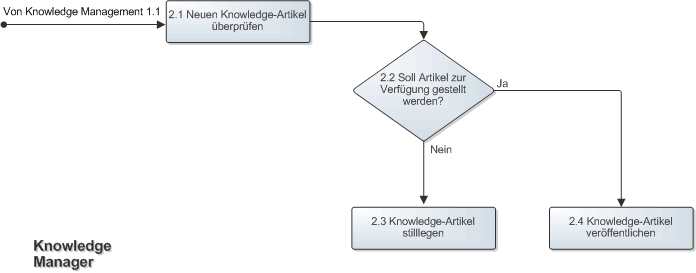 Von Knowledge Management 1.1
2.1 Neuen Knowledge-Artikel
überprüfen
2.2 Soll Artikel zur
Verfügung gestellt
werden?
Ja
Nein
2.3 Knowledge-Artikel
stilllegen
2.4 Knowledge-Artikel
veröffentlichen
Knowledge
Manager